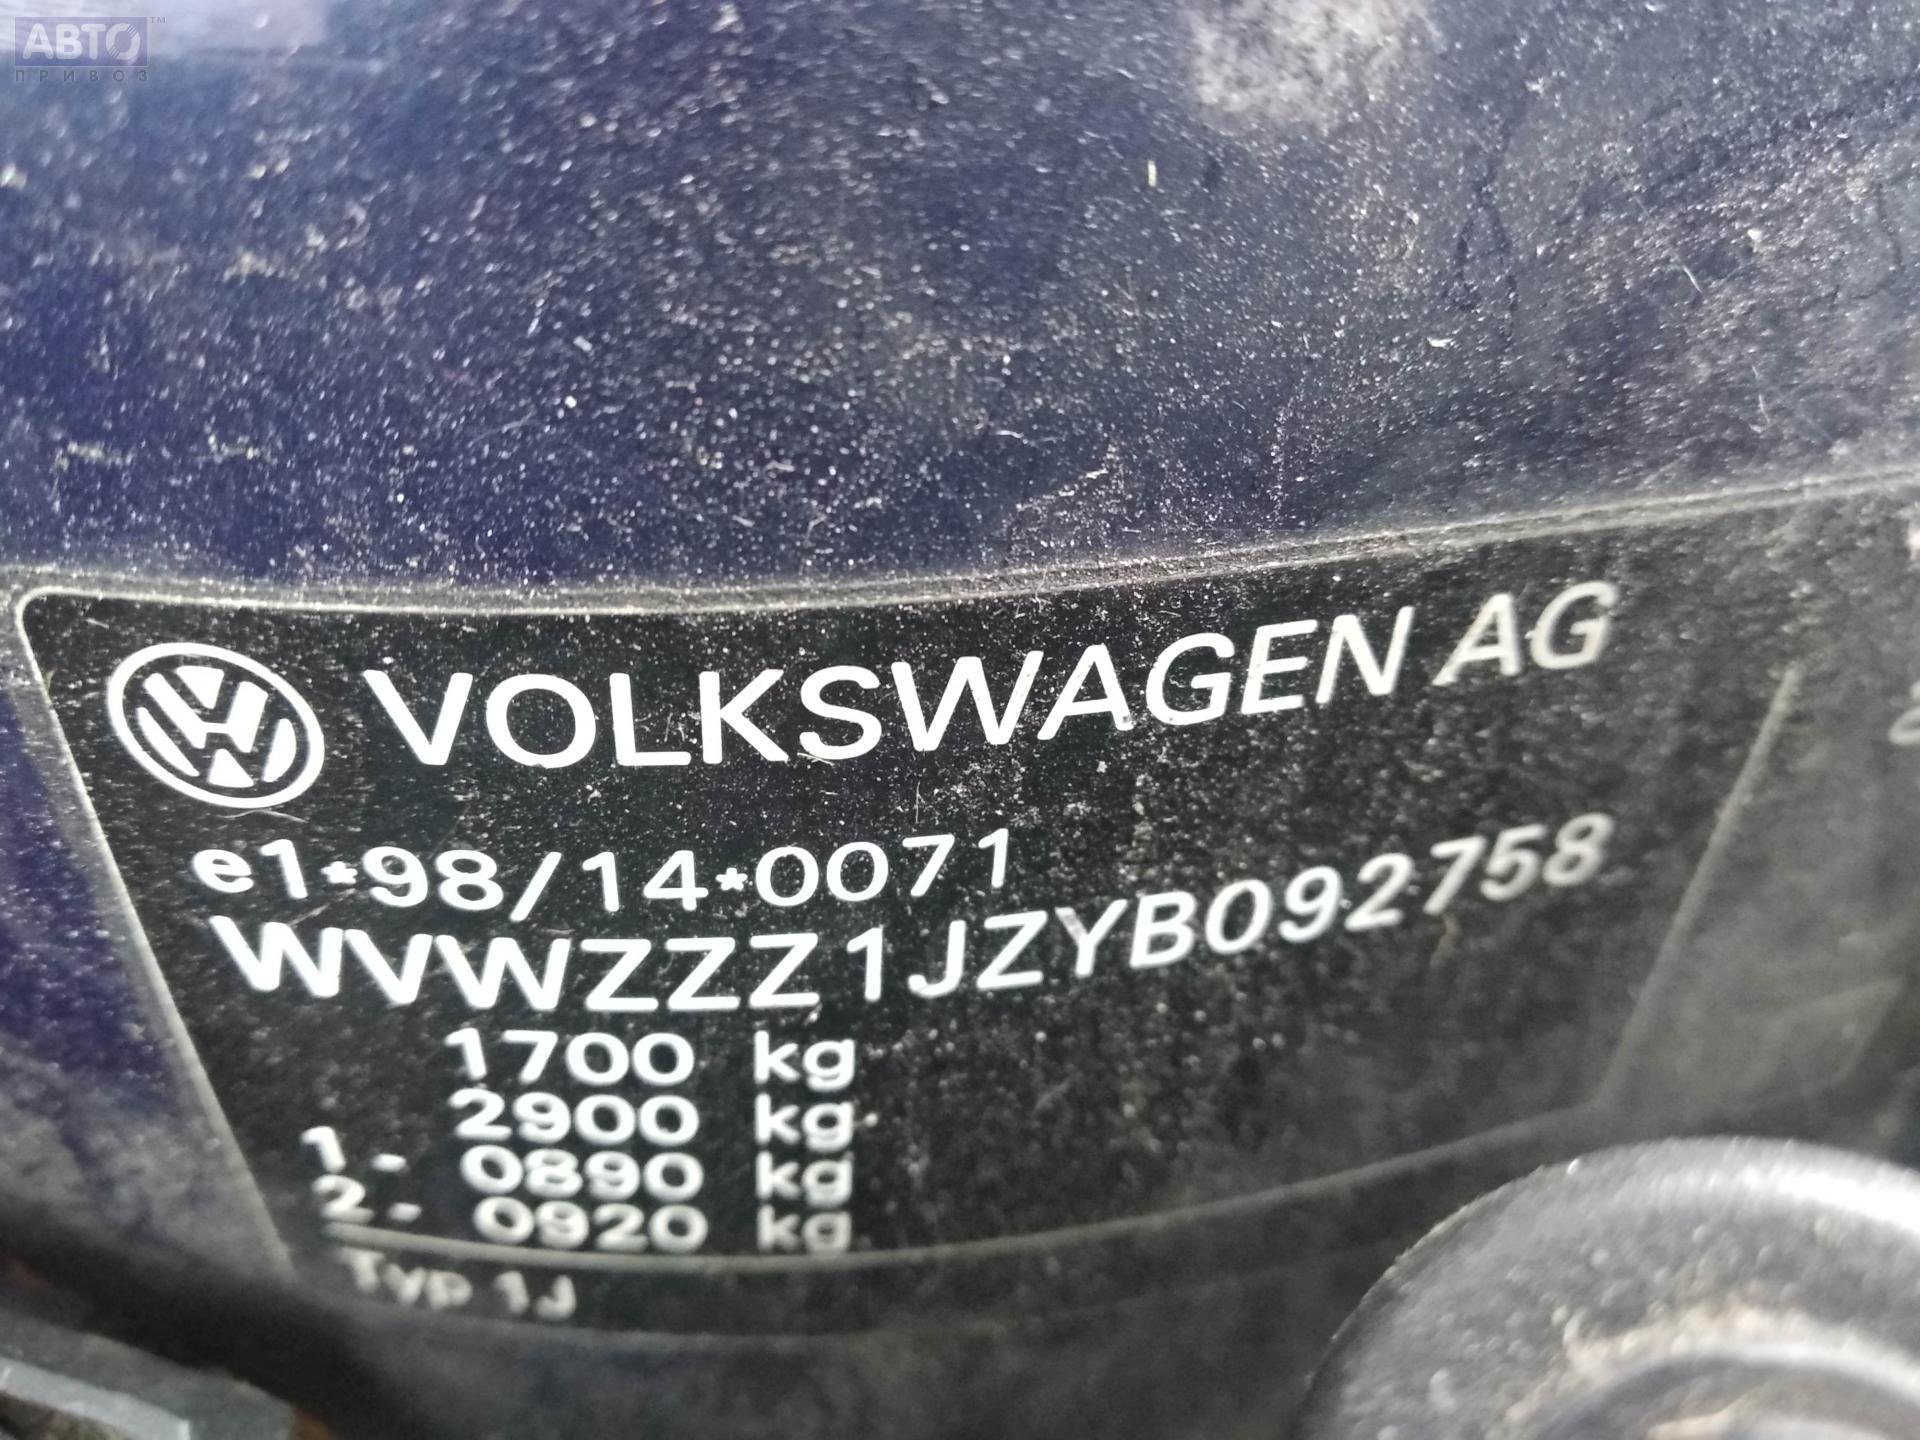 АВТО™
ПРИВОЗ
VOLKSWAGEN AG
e1*98/14*0071
WVWZZZ1JZYB092758
1700 kg
2900 kg
1- 0890 kg
2- 0920 kg
Typ 1J